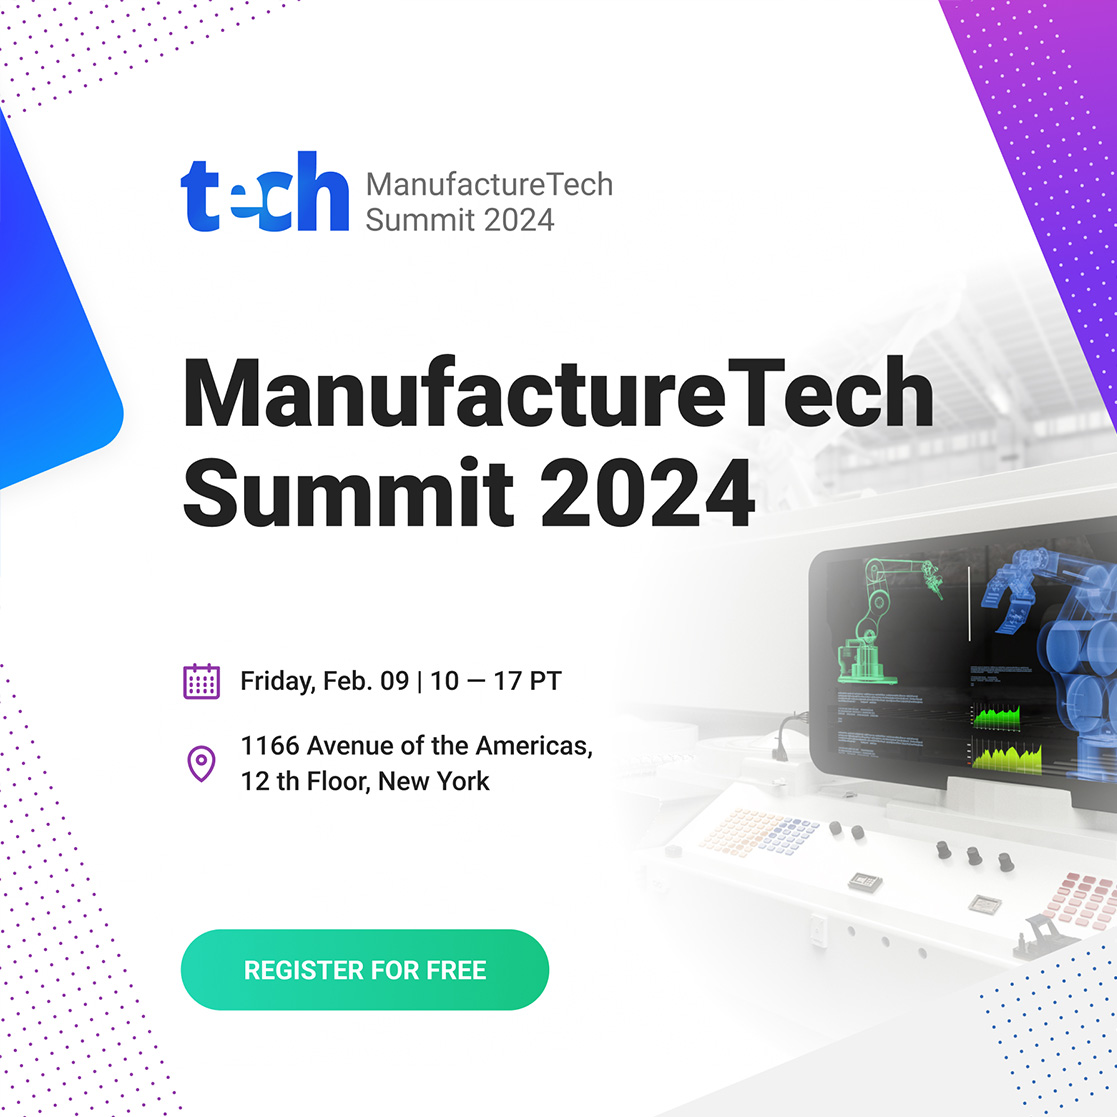 tech
ManufactureTech
Summit 2024
ManufactureTech
Summit 2024
Friday, Feb. 09 | 10 — 17 PT
1166 Avenue of the Americas,
12 th Floor, New York
REGISTER FOR FREE